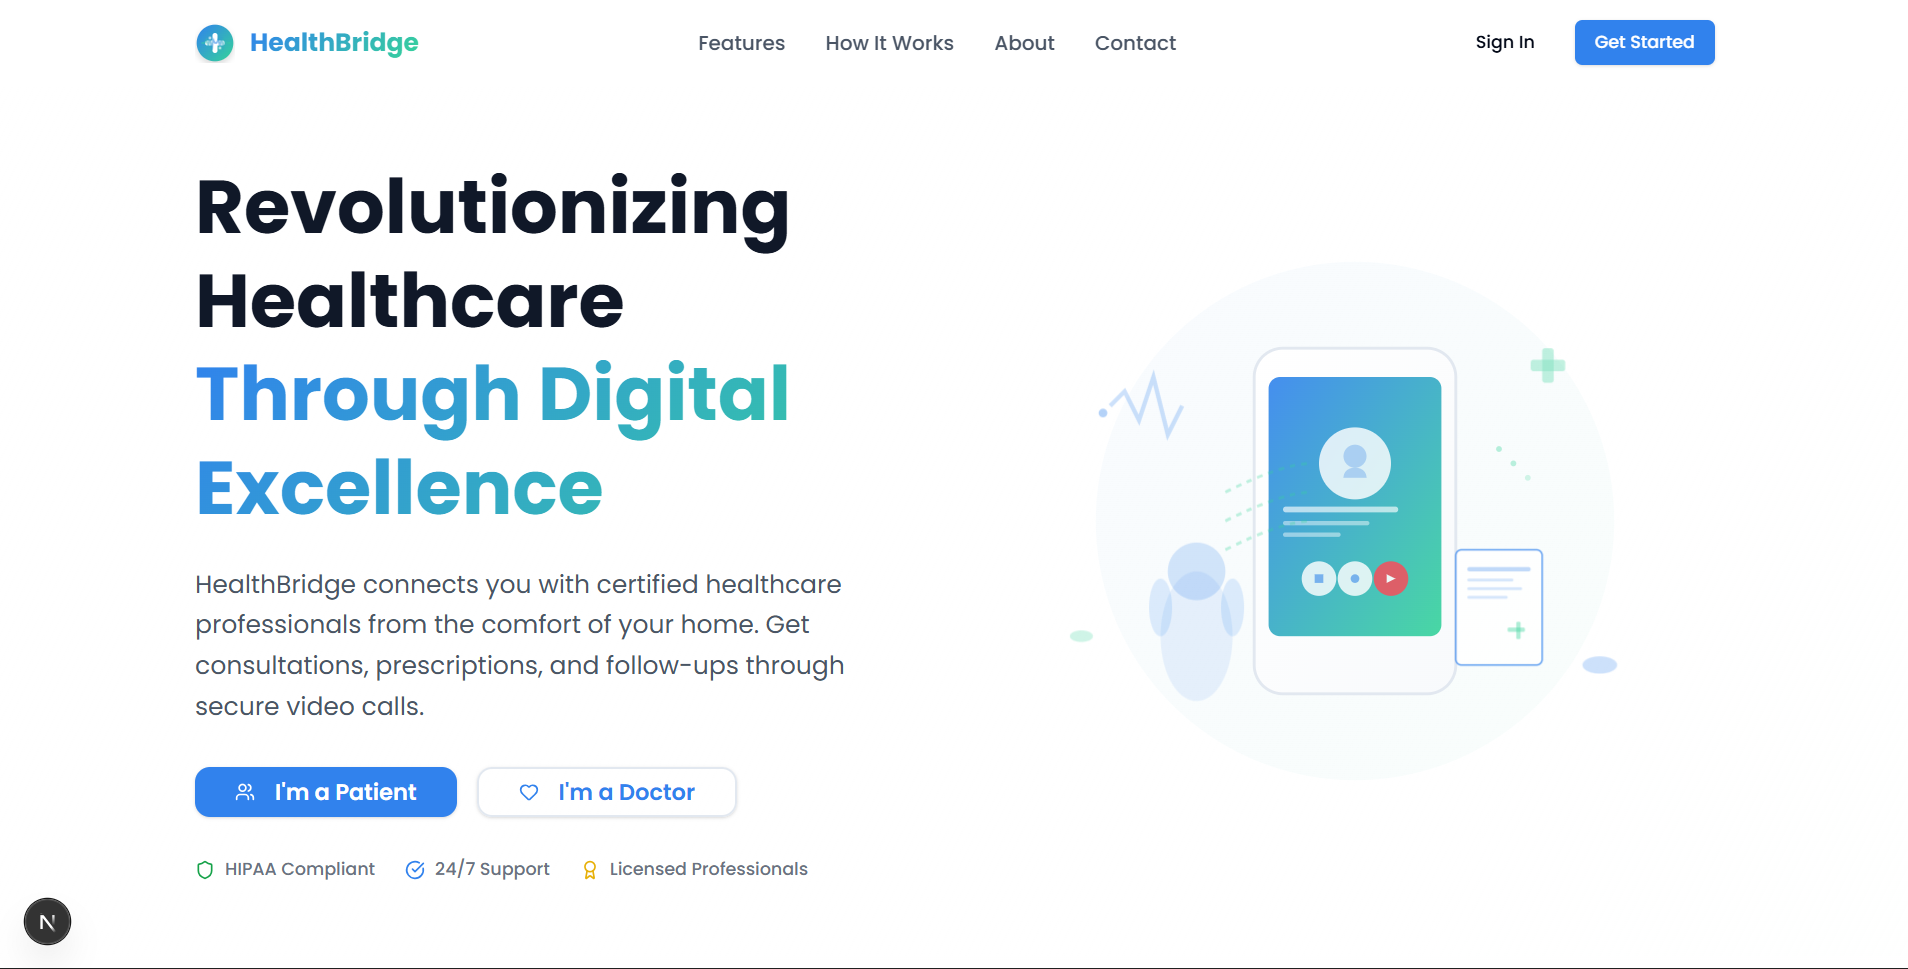 HealthBridge
Features
How It Works
About
Contact
Sign In
Get Started
Revolutionizing
Healthcare
Through Digital
Excellence
HealthBridge connects you with certified healthcare
professionals from the comfort of your home. Get
consultations, prescriptions, and follow-ups through
secure video calls.
I'm a Patient
I'm a Doctor
HIPAA Compliant
24/7 Support
Licensed Professionals
N